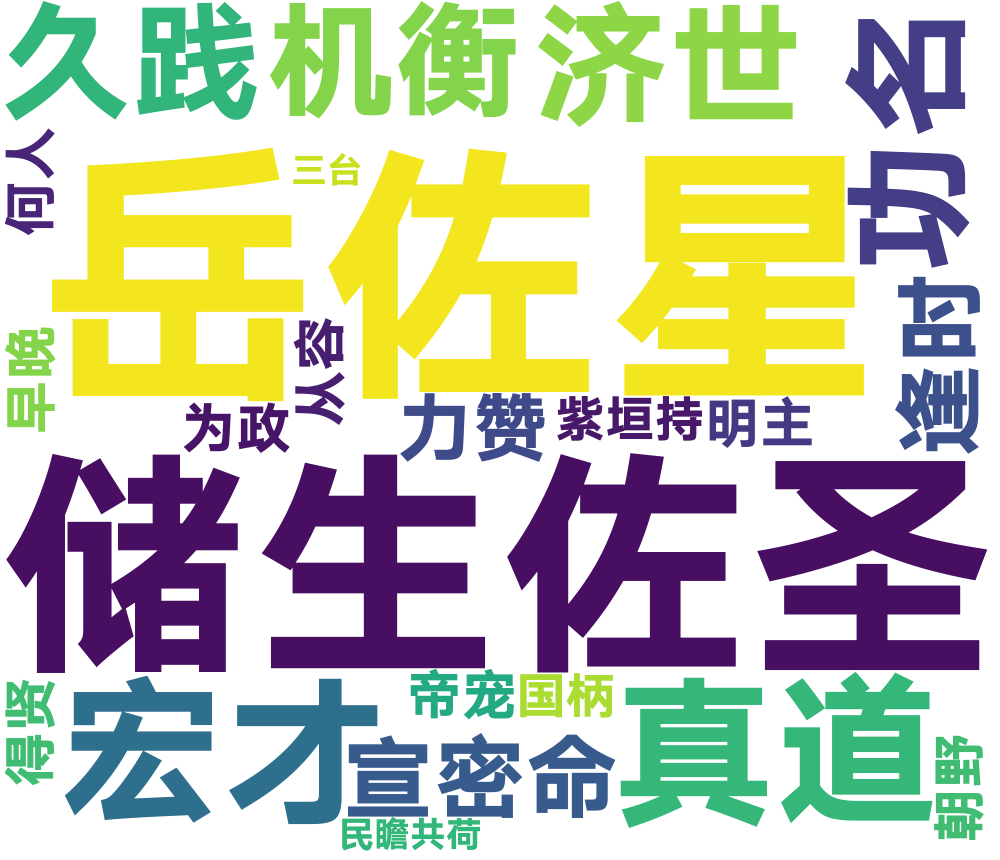 久践
机衡
济世
功名
何人
三台
岳佐星
逢时
早晚
从容
为政
力赞
紫垣持
明主
储生佐圣
得贤
宏才
帝宠
国柄
真道
宣密命
朝野
民瞻共荷